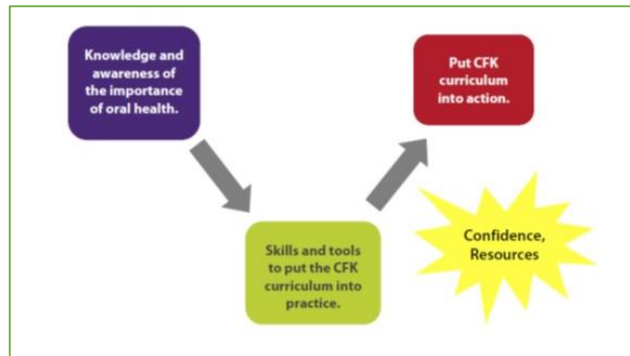 Knowledge and
awareness of
the importance
of oral health.
Put CFK
curriculum
into action.
Skills and tools
to put the CFK
curriculum into
practice.
Confidence,
Resources